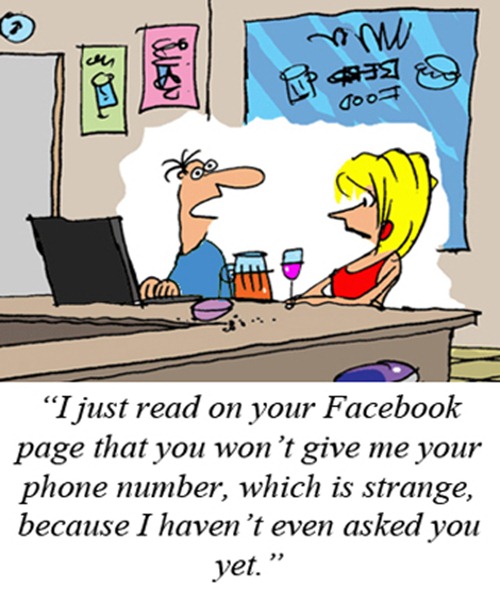 FooD
“I just read on your Facebook
page that you won’t give me your
phone number, which is strange,
because I haven’t even asked you
yet.”